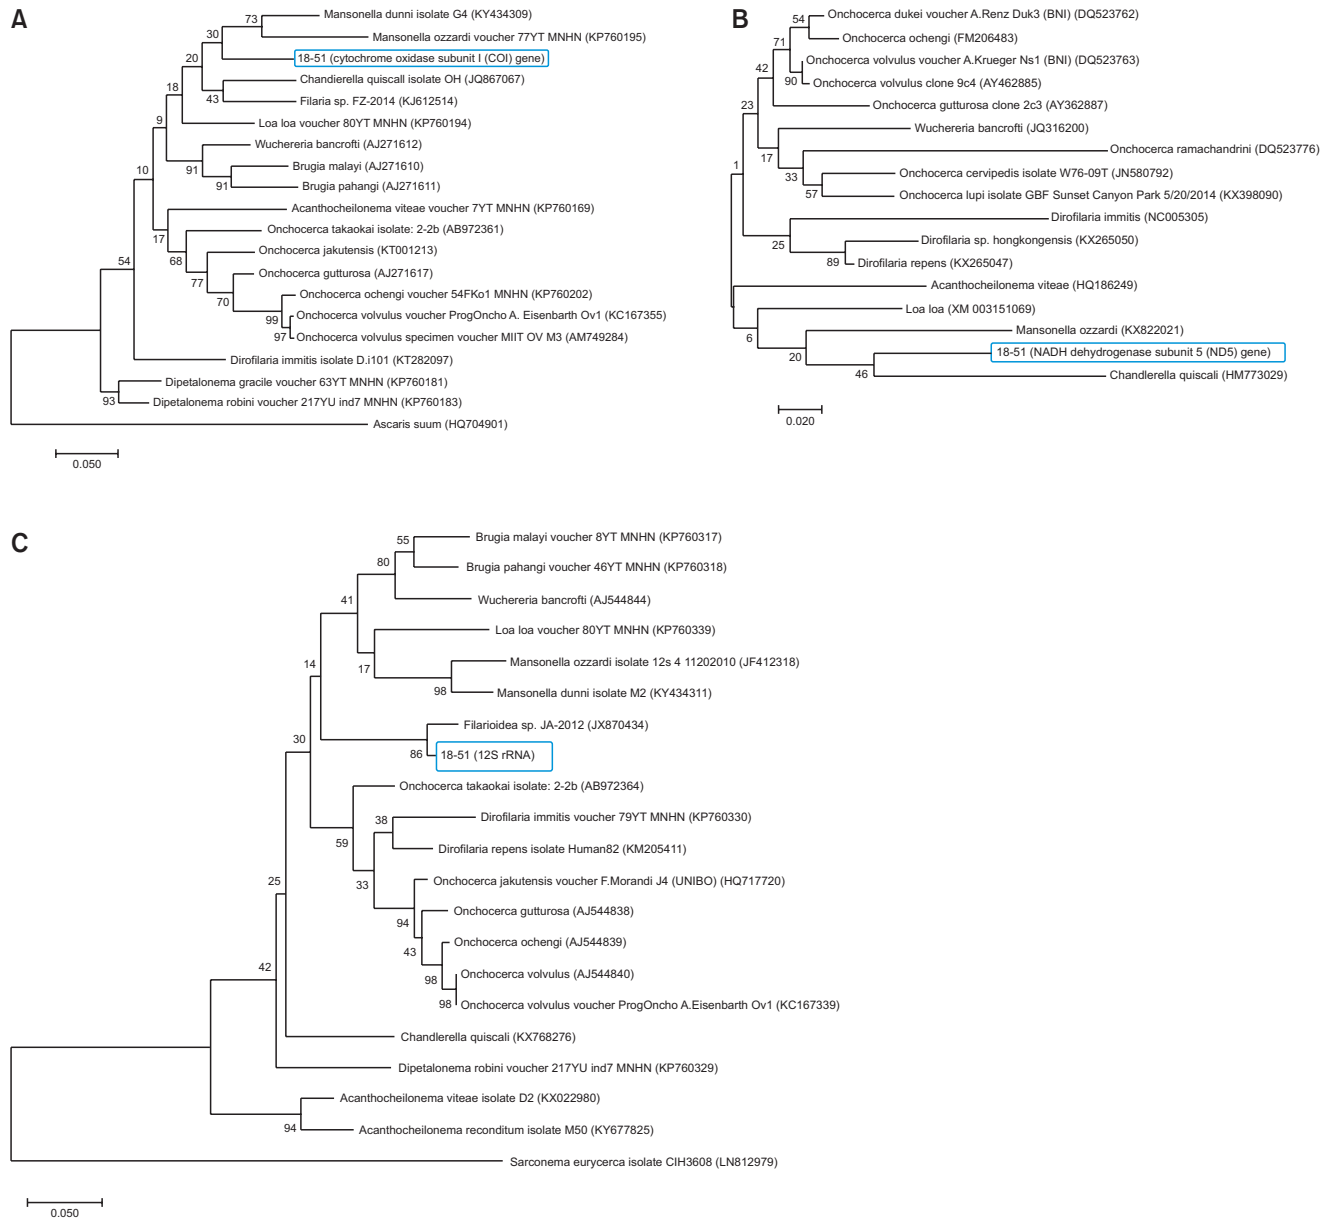 A
73
Mansonella dunni isolate G4 (KY434309)
30
Mansonella ozzardi voucher 77YT MNHN (KP760195)
18-51 (cytochrome oxidase subunit I (COI) gene)
20
Chandierella quiscall isolate OH (JQ867067)
43
Filaria sp. FZ-2014 (KJ612514)
18
Loa loa voucher 80YT MNHN (KP760194)
9
Wuchereria bancrofti (AJ271612)
91
Brugia malayi (AJ271610)
91
Brugia pahangi (AJ271611)
10
Acanthocheilonema viteae voucher 7YT MNHN (KP760169)
17
Onchocerca takaokai isolate: 2-2b (AB972361)
68
Onchocerca jakutensis (KT001213)
77
Onchocerca gutturosa (AJ271617)
70
Onchocerca ochengi voucher 54FKo1 MNHN (KP760202)
99
Onchocerca volvulus voucher ProgOncho A. Eisenbarth Ov1 (KC167355)
97
Onchocerca volvulus specimen voucher MIIT OV M3 (AM749284)
54
Dirofilaria immitis isolate D.i101 (KT282097)
Dipetalonema gracile voucher 63YT MNHN (KP760181)
93
Dipetalonema robini voucher 217YU ind7 MNHN (KP760183)
Ascaris suum (HQ704901)
0.050
B
54
Onchocerca dukei voucher A.Renz Duk3 (BNI) (DQ523762)
71
Onchocerca ochengi (FM206483)
Onchocerca volvulus voucher A.Krueger Ns1 (BNI) (DQ523763)
42
90
Onchocerca volvulus clone 9c4 (AY462885)
23
Onchocerca gutturosa clone 2c3 (AY362887)
Wuchereria bancrofti (JQ316200)
17
Onchocerca ramachandrini (DQ523776)
33
Onchocerca cervipedis isolate W76-09T (JN580792)
57
Onchocerca lupi isolate GBF Sunset Canyon Park 5/20/2014 (KX398090)
1
Dirofilaria immitis (NC005305)
25
Dirofilaria sp. hongkongensis (KX265050)
89
Dirofilaria repens (KX265047)
Acanthocheilonema viteae (HQ186249)
Loa loa (XM 003151069)
6
Mansonella ozzardi (KX822021)
20
18-51 (NADH dehydrogenase subunit 5 (ND5) gene)
46
Chandlerella quiscali (HM773029)
0.020
C
55
Brugia malayi voucher 8YT MNHN (KP760317)
80
Brugia pahangi voucher 46YT MNHN (KP760318)
41
Wuchereria bancrofti (AJ544844)
Loa loa voucher 80YT MNHN (KP760339)
14
17
Mansonella ozzardi isolate 12s 4 11202010 (JF412318)
98
Mansonella dunni isolate M2 (KY434311)
Filarioidea sp. JA-2012 (JX870434)
30
86
18-51 (12S rRNA)
Onchocerca takaokai isolate: 2-2b (AB972364)
38
Dirofilaria immitis voucher 79YT MNHN (KP760330)
59
Dirofilaria repens isolate Human82 (KM205411)
25
33
Onchocerca jakutensis voucher F.Morandi J4 (UNIBO) (HQ717720)
94
Onchocerca gutturosa (AJ544838)
43
Onchocerca ochengi (AJ544839)
42
98
Onchocerca volvulus (AJ544840)
98
Onchocerca volvulus voucher ProgOncho A.Eisenbarth Ov1 (KC167339)
Chandlerella quiscali (KX768276)
Dipetalonema robini voucher 217YU ind7 MNHN (KP760329)
Acanthocheilonema viteae isolate D2 (KX022980)
94
Acanthocheilonema reconditum isolate M50 (KY677825)
Sarconema eurycerca isolate CIH3608 (LN812979)
0.050